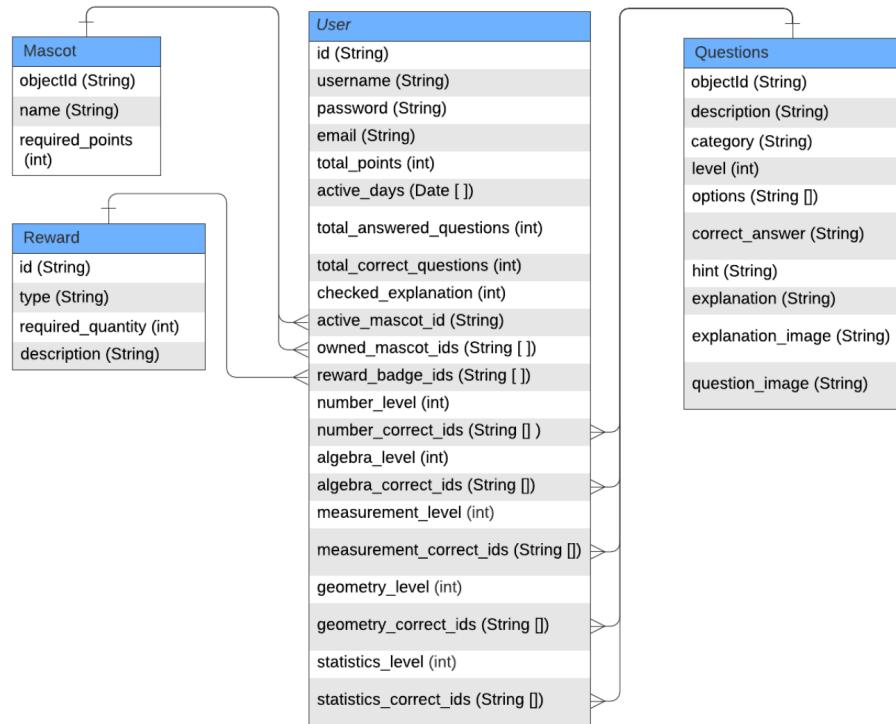 Mascot
objectId (String)
name (String)
required_points
(int)
Reward
id (String)
type (String)
required_quantity (int)
description (String)
User
id (String)
username (String)
password (String)
email (String)
total_points (int)
active_days (Date [ ])
total_answered_questions (int)
total_correct_questions (int)
checked_explanation (int)
active_mascot_id (String)
owned_mascot_ids (String [ ])
reward_badge_ids (String [ ])
number_level (int)
number_correct_ids (String [] )
algebra_level (int)
algebra_correct_ids (String [])
measurement_level (int)
measurement_correct_ids (String [])
geometry_level (int)
geometry_correct_ids (String [])
statistics_level (int)
statistics_correct_ids (String [])
Questions
objectId (String)
description (String)
category (String)
level (int)
options (String [])
correct_answer (String)
hint (String)
explanation (String)
explanation_image (String)
question_image (String)